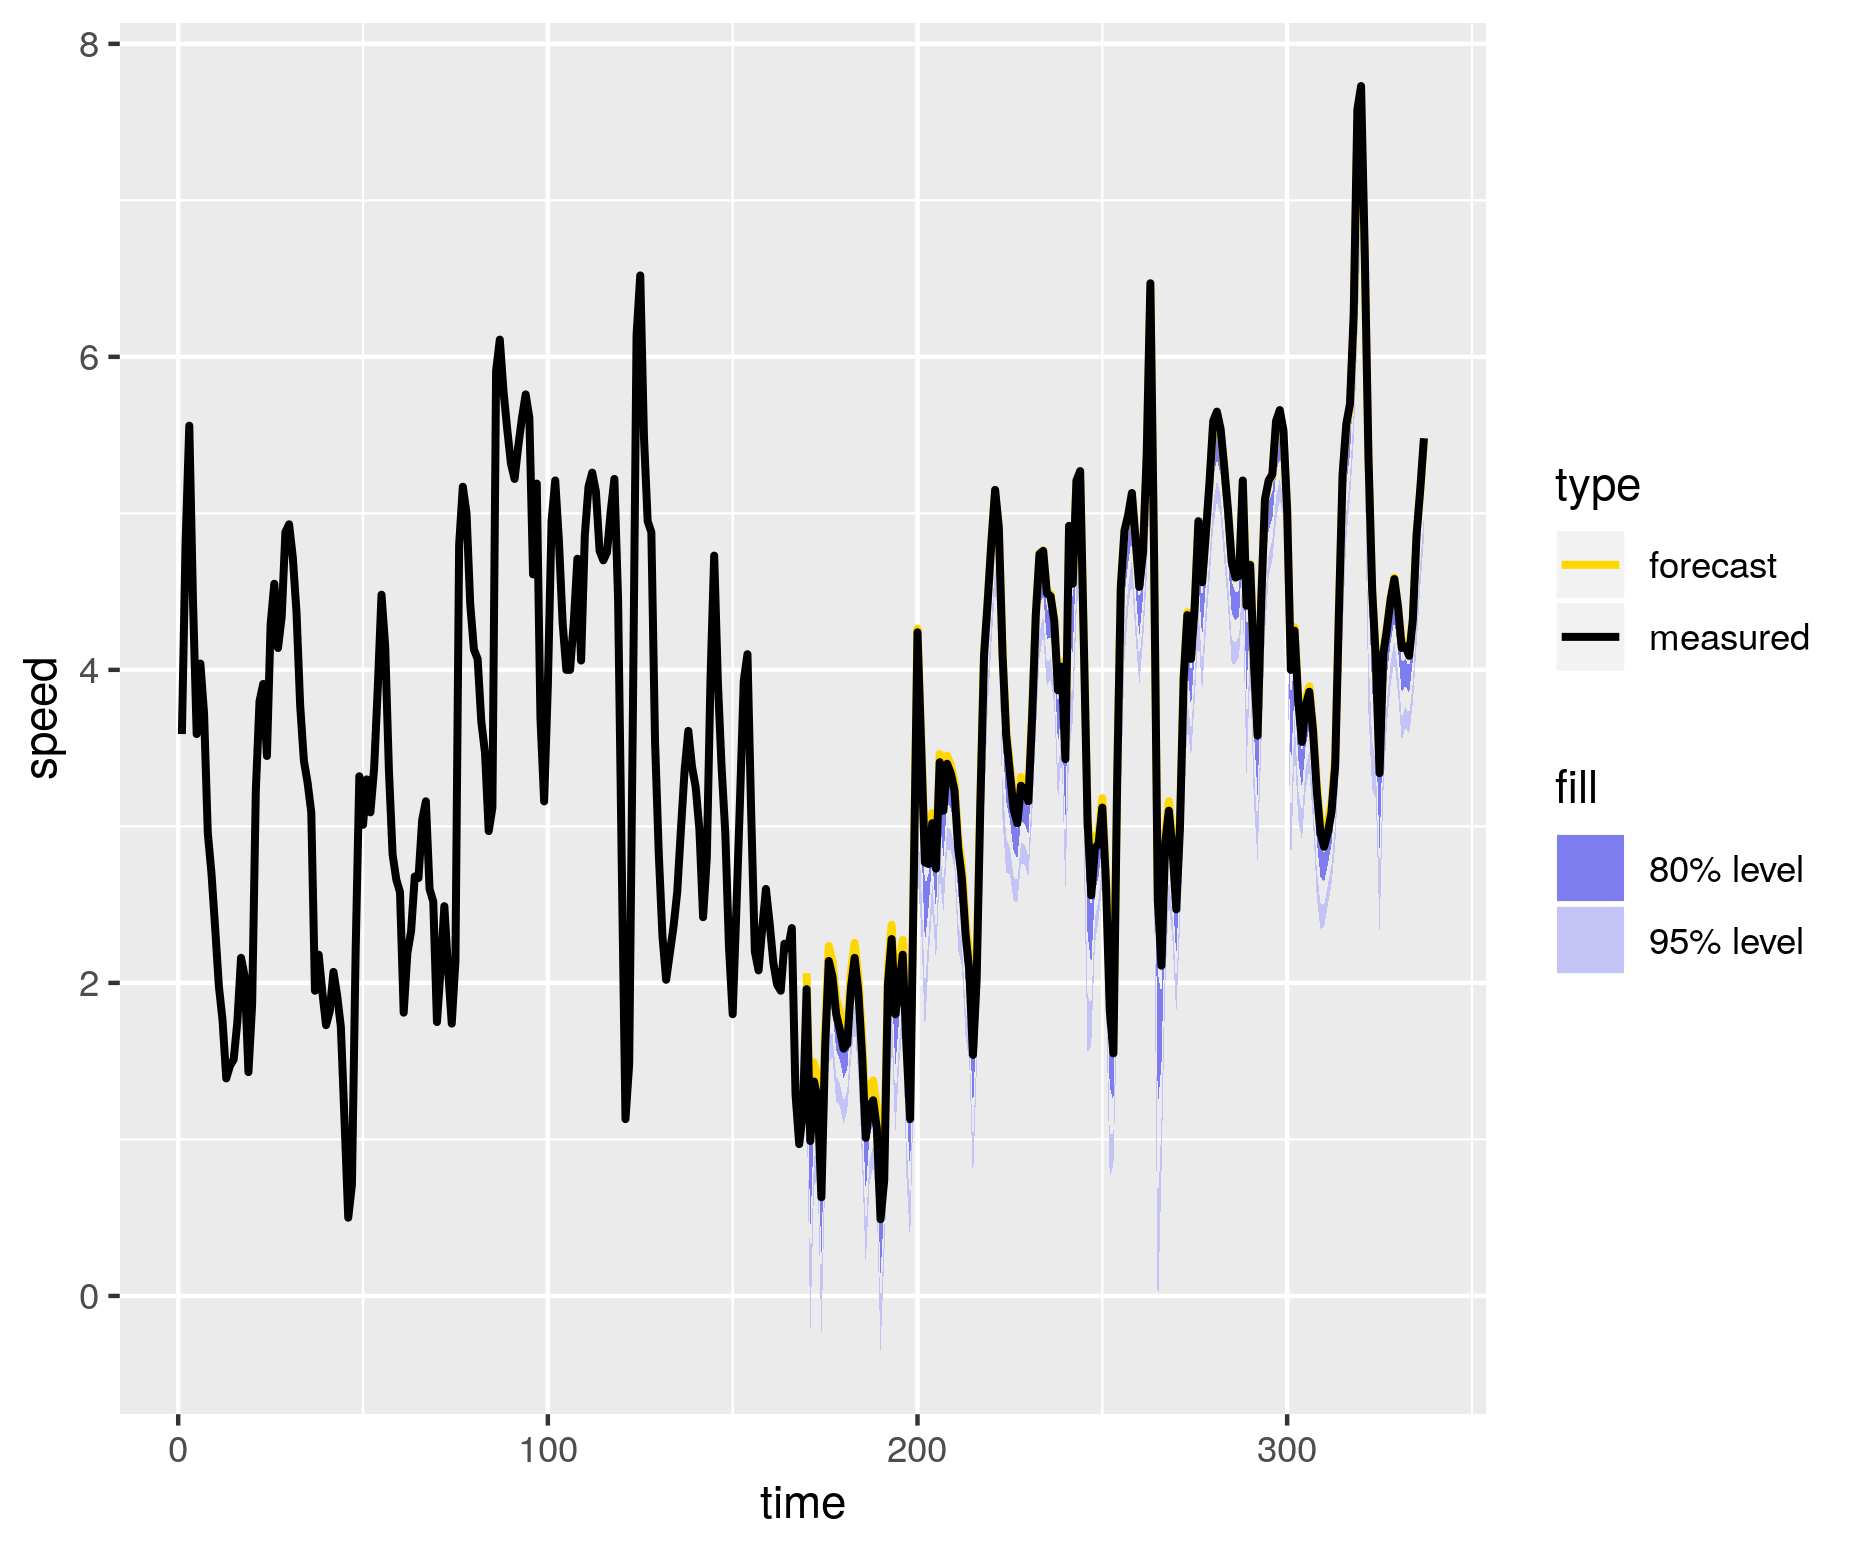 8
6
4
2
0
speed
0
100
200
300
time
type
forecast
measured
fill
80% level
95% level